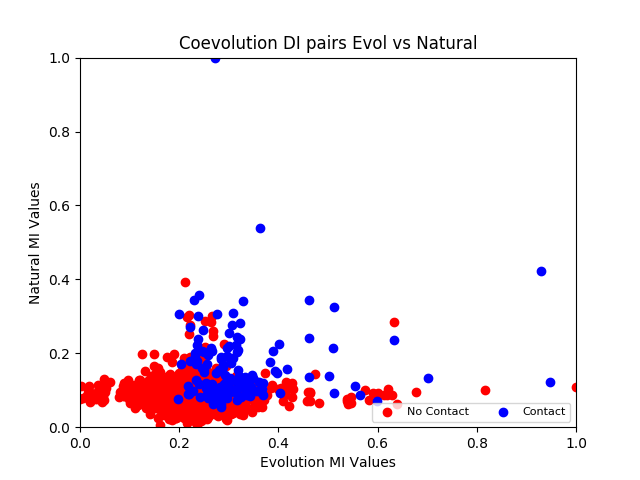 Coevolution DI pairs Evol vs Natural
1.0
0.8
0.6
0.4
0.2
0.0
Natural MI Values
No Contact
Contact
0.0 0.2 0.4 0.6 0.8 1.0
Evolution MI Values